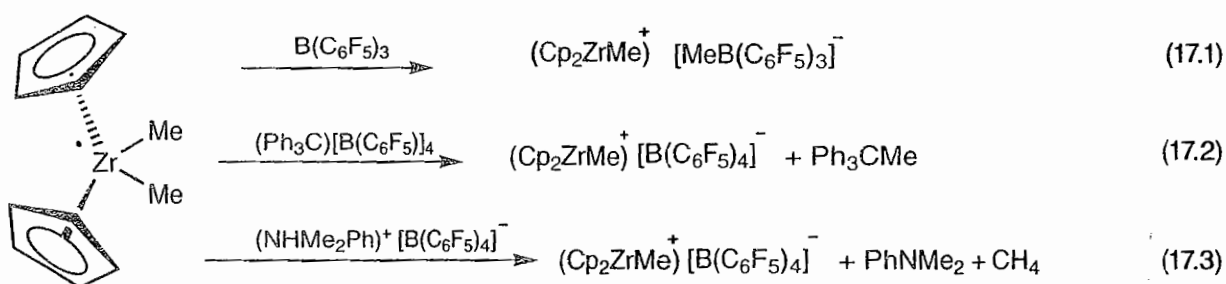 B(C₆F₅)₃
(Cp₂ZrMe)⁺ [MeB(C₆F₅)₃]⁻ (17.1)
Me
Zr
Me
(Ph₃C)[B(C₆F₅)]₄
(Cp₂ZrMe)⁺ [B(C₆F₅)₄]⁻ + Ph₃CMe (17.2)
(NHMe₂Ph)⁺ [B(C₆F₅)₄]⁻
(Cp₂ZrMe)⁺ [B(C₆F₅)₄]⁻ + PhNMe₂ + CH₄ (17.3)